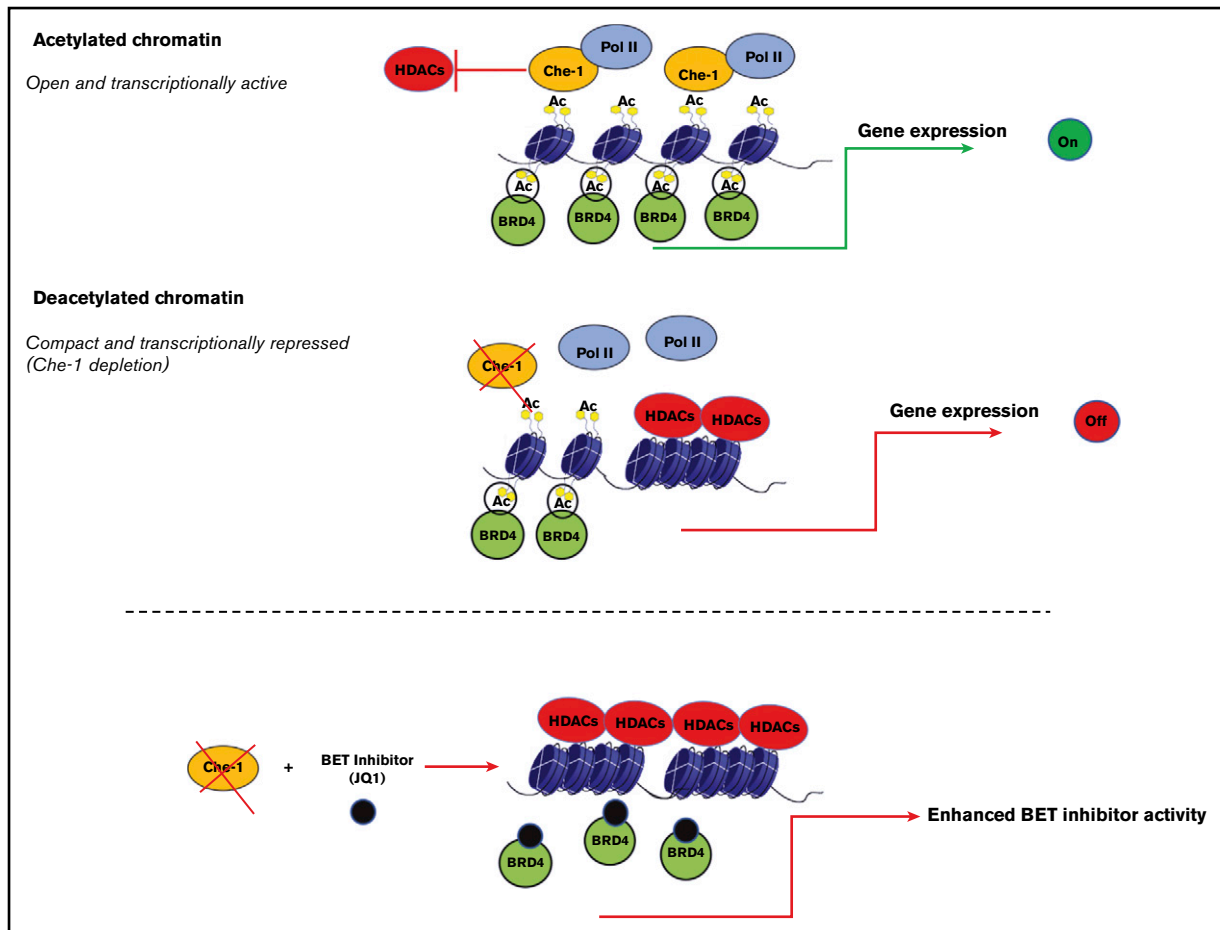 Acetylated chromatin
Open and transcriptionally active
HDACs
Che-1
Pol II
Che-1
Pol II
Ac
Ac
Ac
Ac
Ac
Ac
Ac
Ac
BRD4
BRD4
BRD4
BRD4
Gene expression
On
Deacetylated chromatin
Compact and transcriptionally repressed
(Che-1 depletion)
Che-1
Pol II
Pol II
Ac
Ac
HDACs
HDACs
Ac
Ac
BRD4
BRD4
Gene expression
Off
Che-1
+
BET Inhibitor
(JQ1)
HDACs
HDACs
HDACs
HDACs
BRD4
BRD4
BRD4
Enhanced BET inhibitor activity